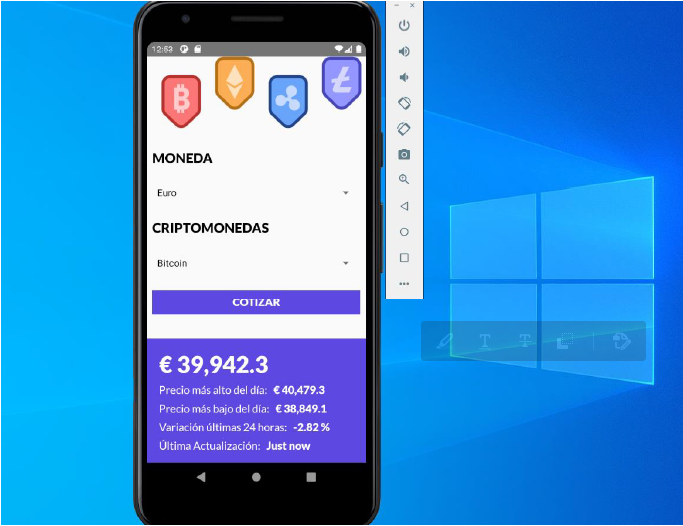 12:53
MONEDA
Euro
CRIPTOMONEDAS
Bitcoin
COTIZAR
€ 39,942.3
Precio más alto del día: € 40,479.3
Precio más bajo del día: € 38,849.1
Variación últimas 24 horas: -2.82 %
Última Actualización: Just now